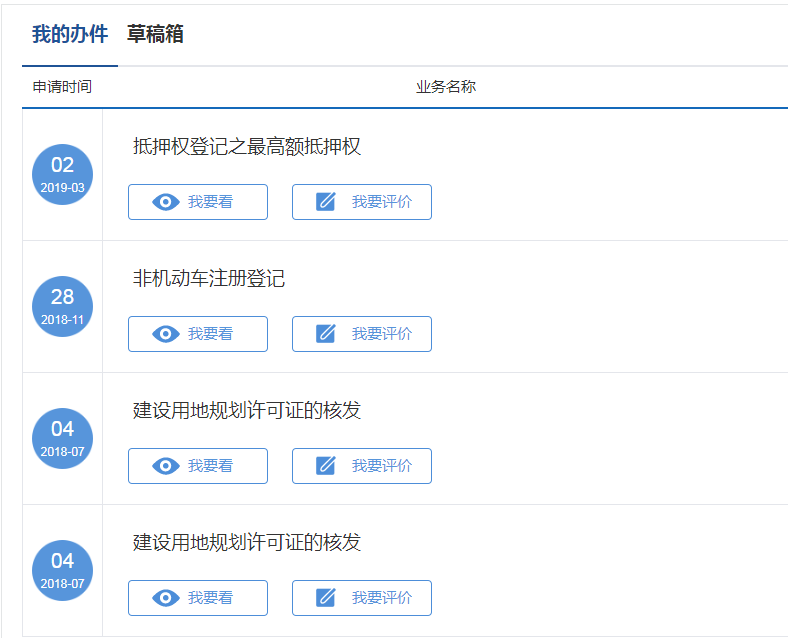 我的办件 草稿箱
申请时间 业务名称
02
2019-03
抵押权登记之最高额抵押权
我要看 我要评价
28
2018-11
非机动车注册登记
我要看 我要评价
04
2018-07
建设用地规划许可证的核发
我要看 我要评价
04
2018-07
建设用地规划许可证的核发
我要看 我要评价